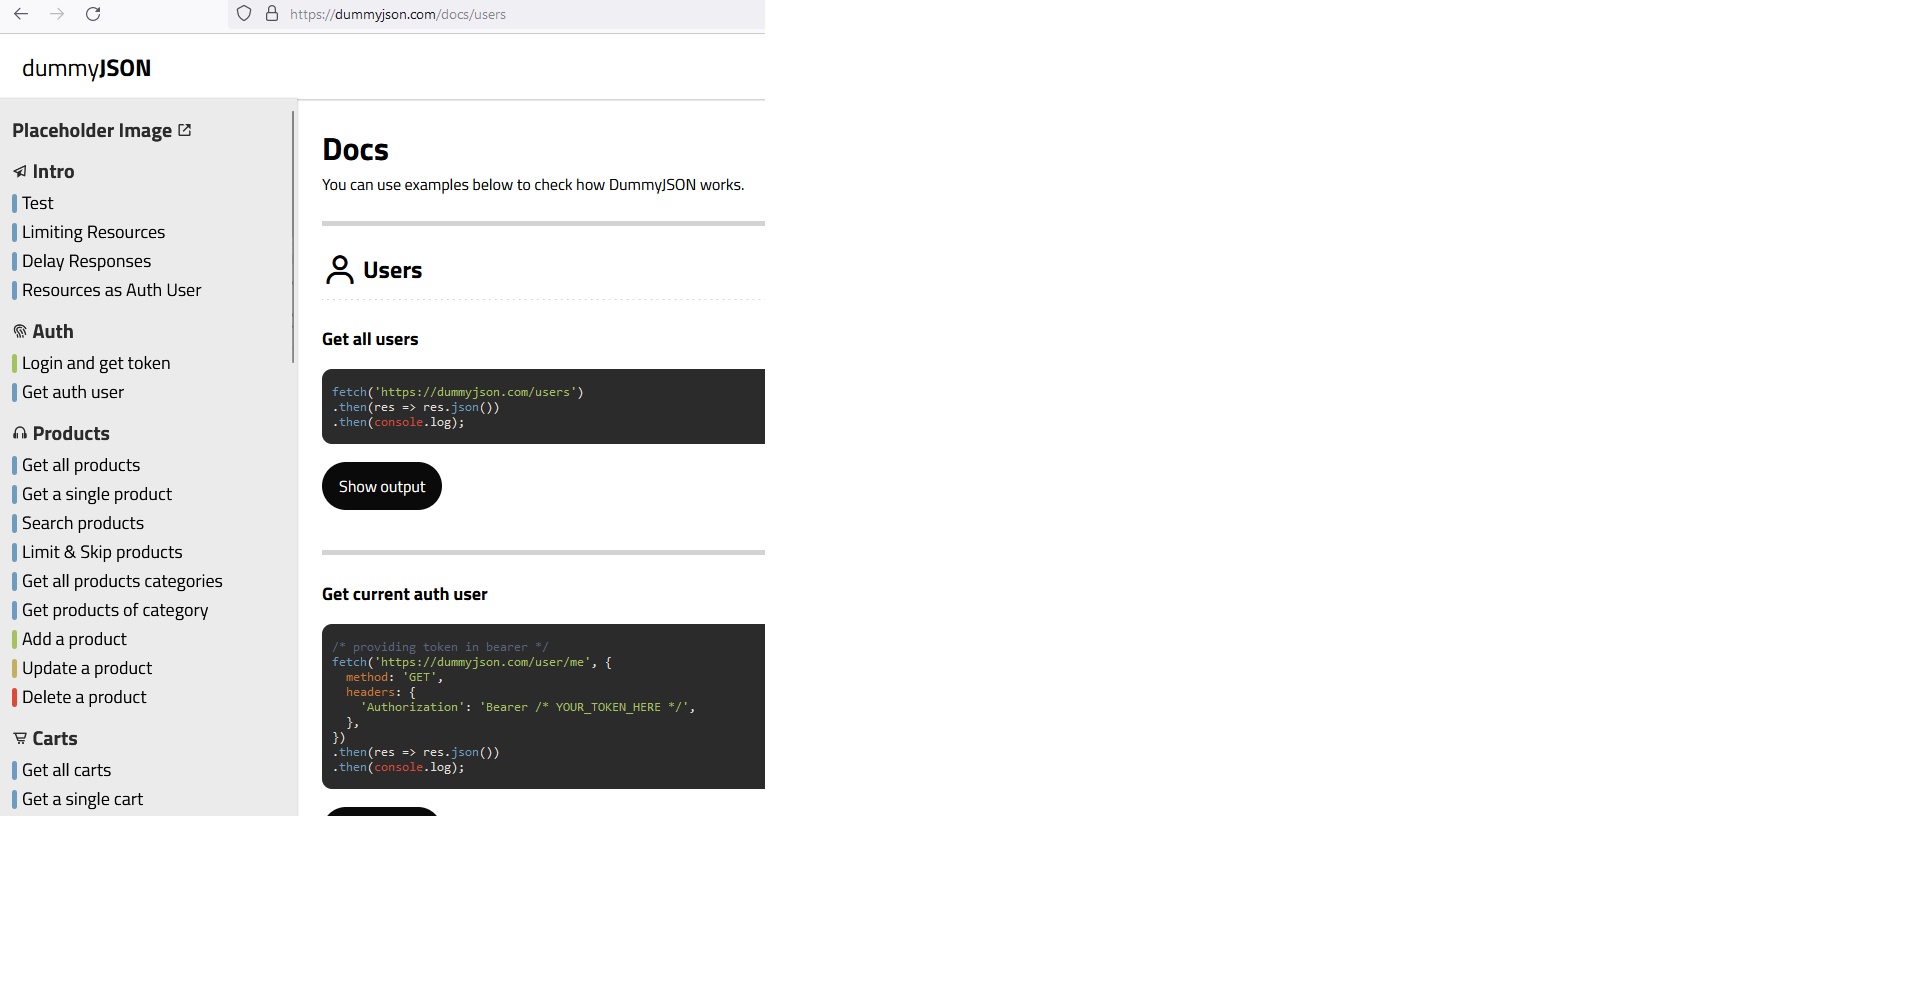 https://dummyjson.com/docs/users
dummyJSON
Placeholder Image
Intro
Test
Limiting Resources
Delay Responses
Resources as Auth User
Auth
Login and get token
Get auth user
Products
Get all products
Get a single product
Search products
Limit & Skip products
Get all products categories
Get products of category
Add a product
Update a product
Delete a product
Carts
Get all carts
Get a single cart
Docs
You can use examples below to check how DummyJSON works.
Users
Get all users
fetch('https://dummyjson.com/users')
.then(res => res.json())
.then(console.log);
Show output
Get current auth user
/* providing token in bearer */
fetch('https://dummyjson.com/user/me', {
  method: 'GET',
  headers: {
    'Authorization': 'Bearer /* YOUR_TOKEN_HERE */',
  },
})
.then(res => res.json())
.then(console.log);